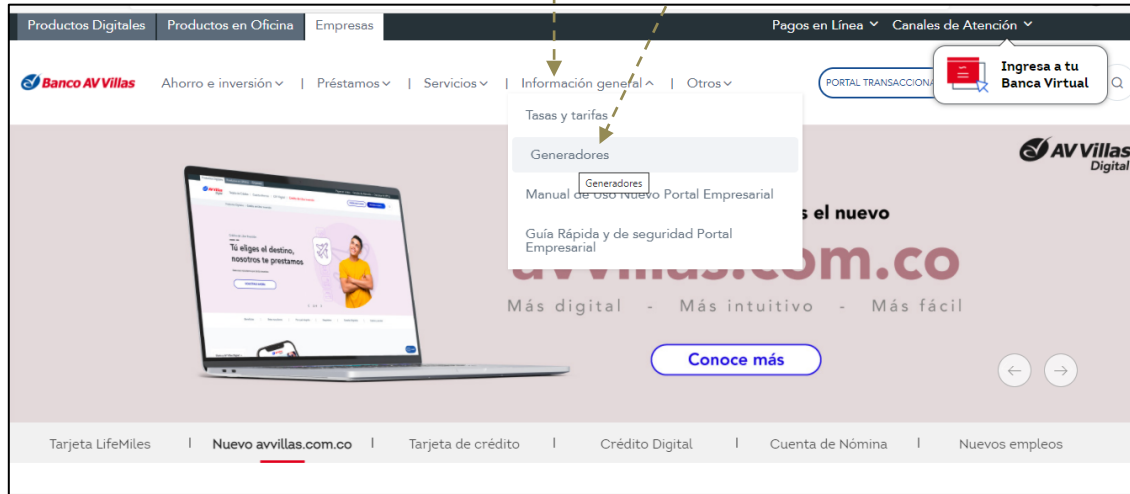 Productos Digitales Productos en Oficina Empresas Pagos en Línea Canales de Atención
Ingresa a tu
Banca Virtual
Banco AV Villas Ahorro e inversión | Préstamos | Servicios | Información general | Otros PORTAL TRANSACCIONA
Tasas y tarifas
Generadores
Generadores
Manual de Uso Nuevo Portal Empresarial
Guía Rápida y de seguridad Portal
Empresarial
AV Villas
Digital
Tú eliges el destino,
nosotros te prestamos
s el nuevo
avvillas.com.co
Más digital - Más intuitivo - Más fácil
Conoce más
Tarjeta LifeMiles | Nuevo avvillas.com.co | Tarjeta de crédito | Crédito Digital | Cuenta de Nómina | Nuevos empleos